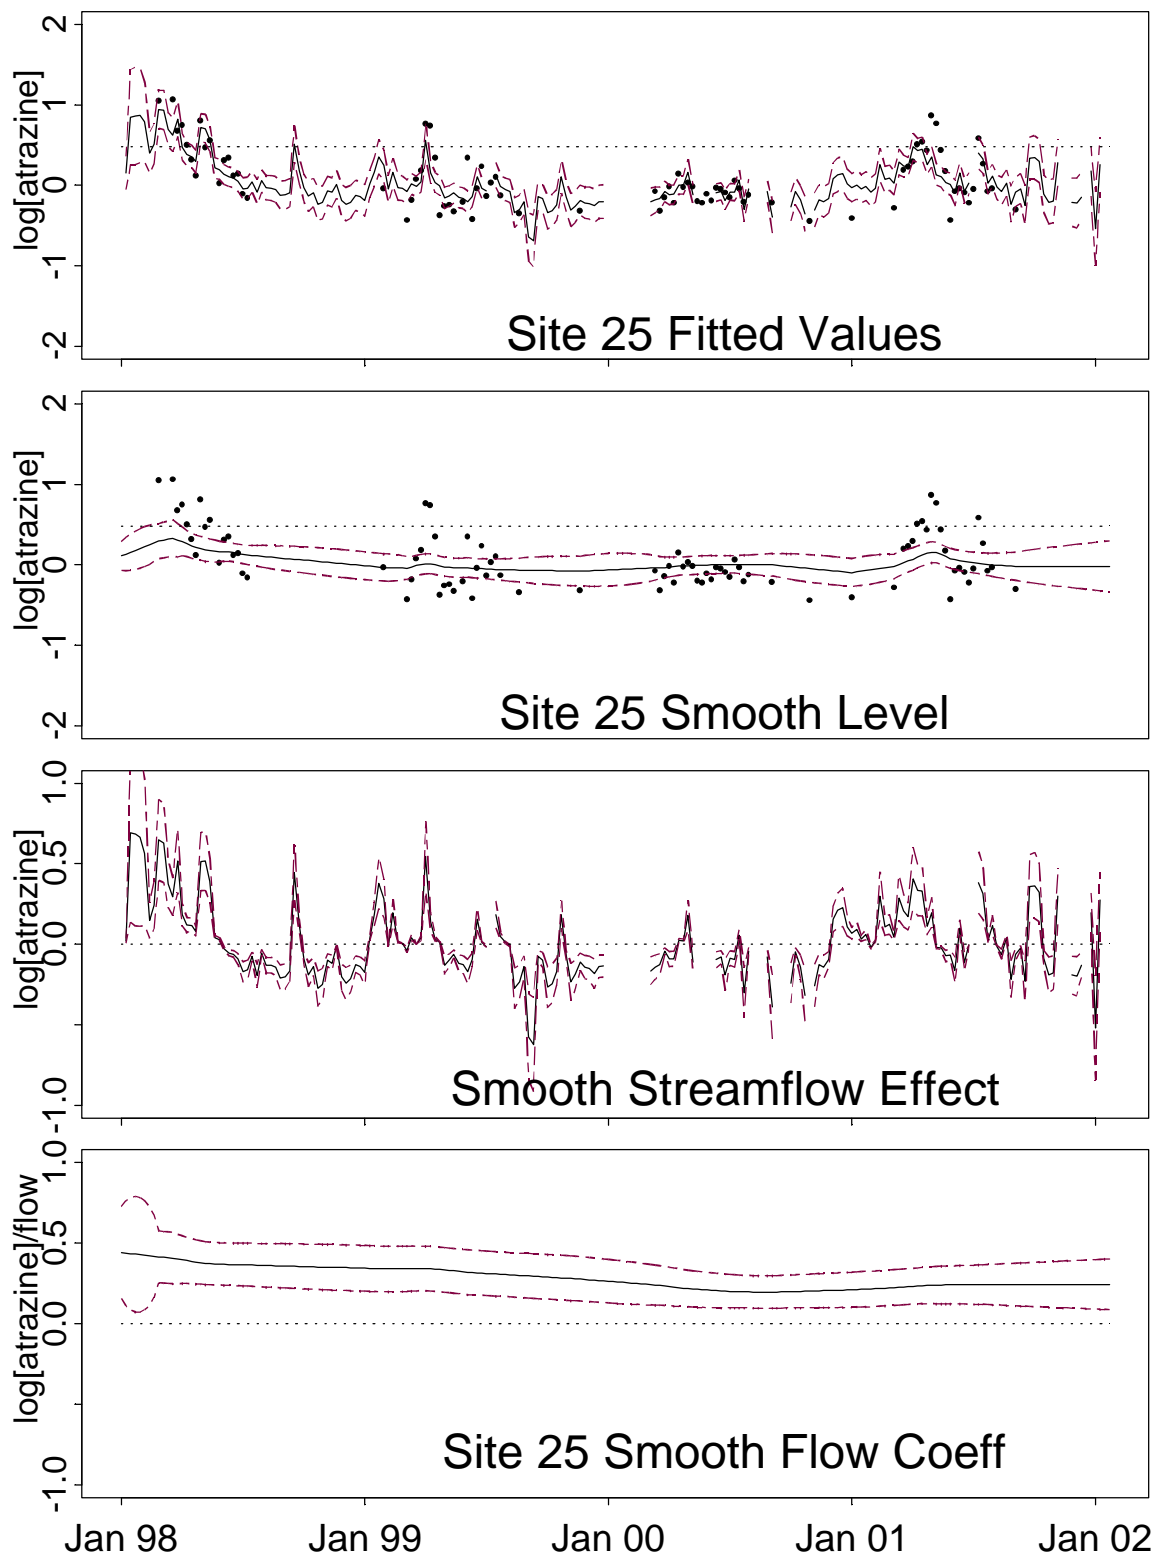 log[atrazine]
2
1
0
-1
-2
Site 25 Fitted Values
log[atrazine]
2
1
0
-1
-2
Site 25 Smooth Level
log[atrazine]
1.0
0.5
0.0
-1.0
Smooth Streamflow Effect
log[atrazine]/flow
1.0
0.5
0.0
-1.0
Site 25 Smooth Flow Coeff
Jan 98 Jan 99 Jan 00 Jan 01 Jan 02